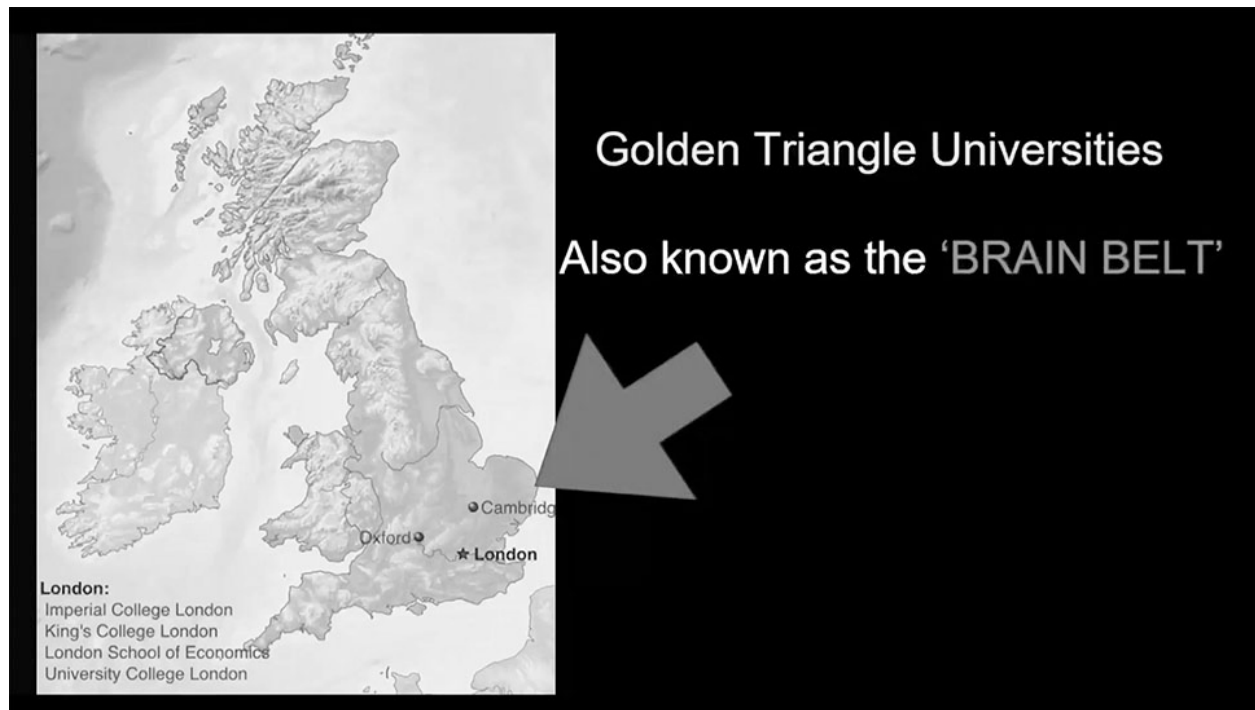 Golden Triangle Universities
Also known as the ‘BRAIN BELT’
Cambridg
Oxford
London
London:
Imperial College London
King's College London
London School of Economics
University College London